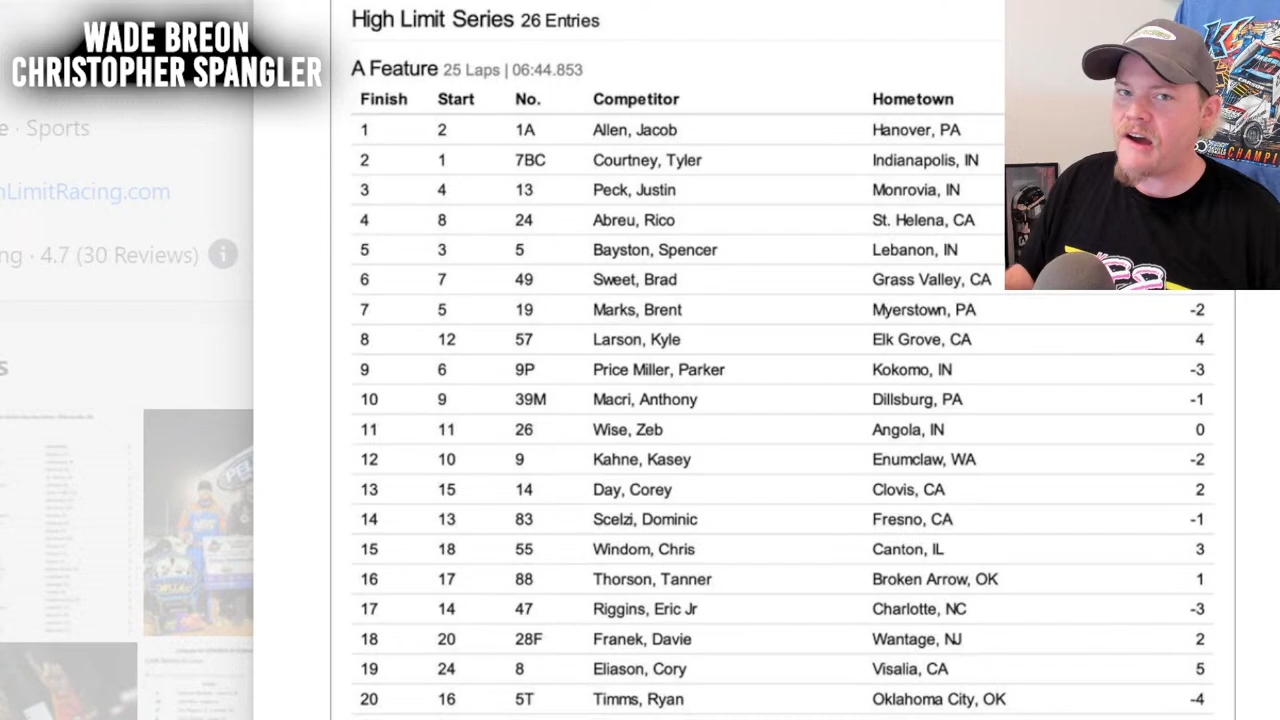 WADE BREON
CHRISTOPHER SPANGLER
e · Sports
nLimitRacing.com
ng · 4.7 (30 Reviews)
s
High Limit Series 26 Entries
A Feature 25 Laps | 06:44.853
Finish Start No. Competitor Hometown
1 2 1A Allen, Jacob Hanover, PA
2 1 7BC Courtney, Tyler Indianapolis, IN
3 4 13 Peck, Justin Monrovia, IN
4 8 24 Abreu, Rico St. Helena, CA
5 3 5 Bayston, Spencer Lebanon, IN
6 7 49 Sweet, Brad Grass Valley, CA
7 5 19 Marks, Brent Myerstown, PA -2
8 12 57 Larson, Kyle Elk Grove, CA 4
9 6 9P Price Miller, Parker Kokomo, IN -3
10 9 39M Macri, Anthony Dillsburg, PA -1
11 11 26 Wise, Zeb Angola, IN 0
12 10 9 Kahne, Kasey Enumclaw, WA -2
13 15 14 Day, Corey Clovis, CA 2
14 13 83 Scelzi, Dominic Fresno, CA -1
15 18 55 Windom, Chris Canton, IL 3
16 17 88 Thorson, Tanner Broken Arrow, OK 1
17 14 47 Riggins, Eric Jr Charlotte, NC -3
18 20 28F Franek, Davie Wantage, NJ 2
19 24 8 Eliason, Cory Visalia, CA 5
20 16 5T Timms, Ryan Oklahoma City, OK -4